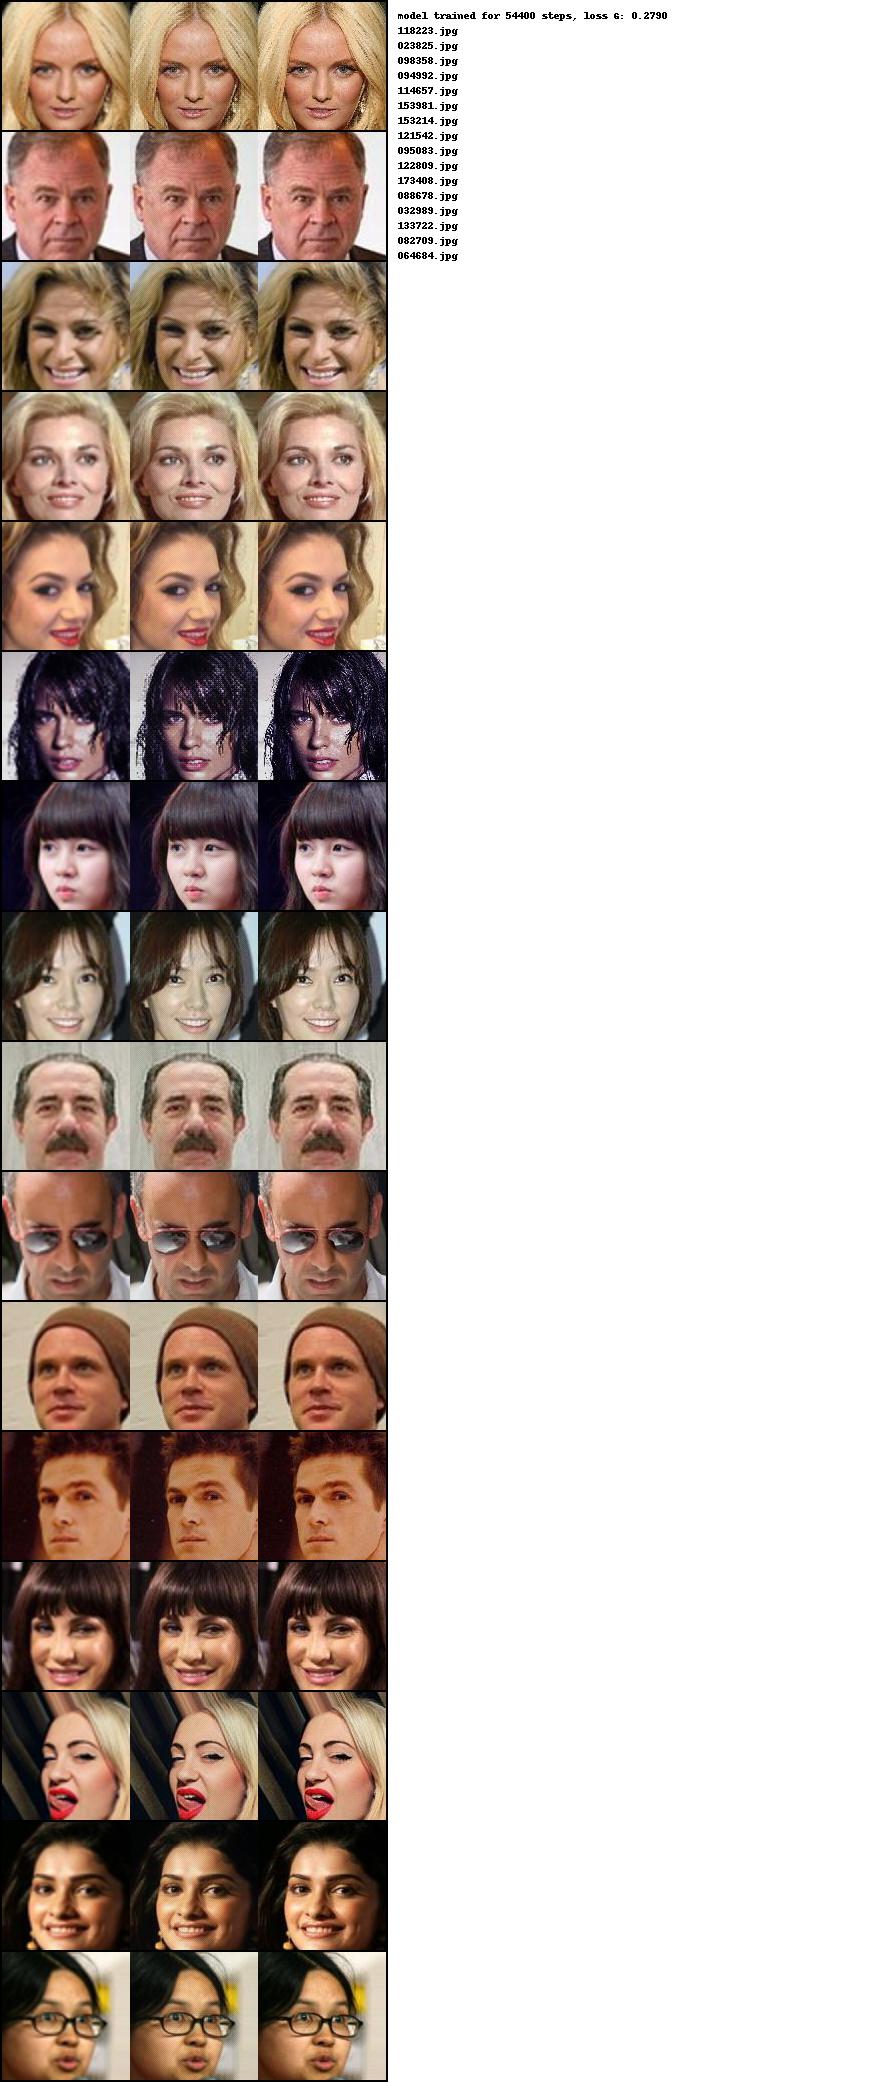 model trained for 54400 steps, loss G: 0.2790
118223.jpg
023825.jpg
098358.jpg
094992.jpg
114657.jpg
153981.jpg
153214.jpg
121542.jpg
095083.jpg
122809.jpg
173408.jpg
088678.jpg
032989.jpg
133722.jpg
082709.jpg
064684.jpg